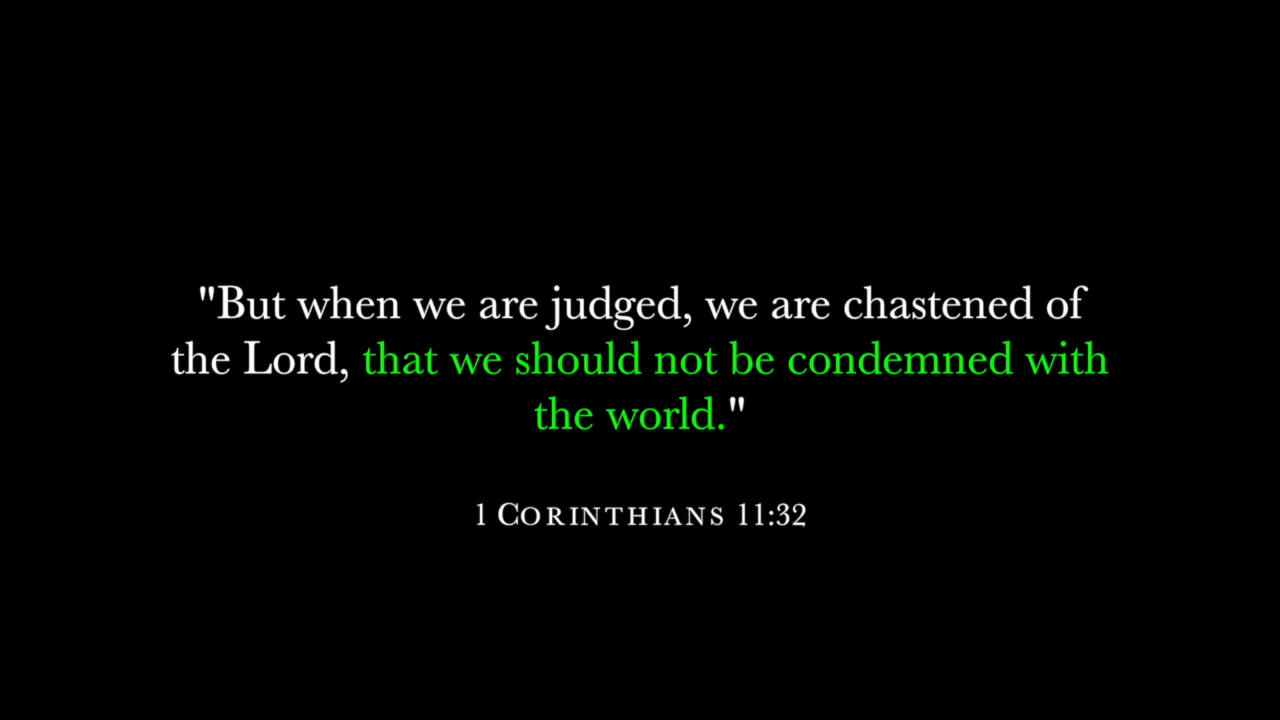 "But when we are judged, we are chastened of
the Lord, that we should not be condemned with
the world."
1 CORINTHIANS 11:32